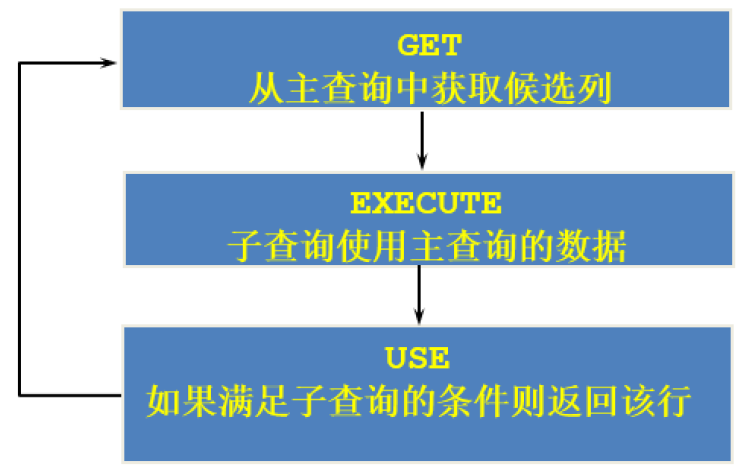 GET
从主查询中获取候选列
EXECUTE
子查询使用主查询的数据
USE
如果满足子查询的条件则返回该行